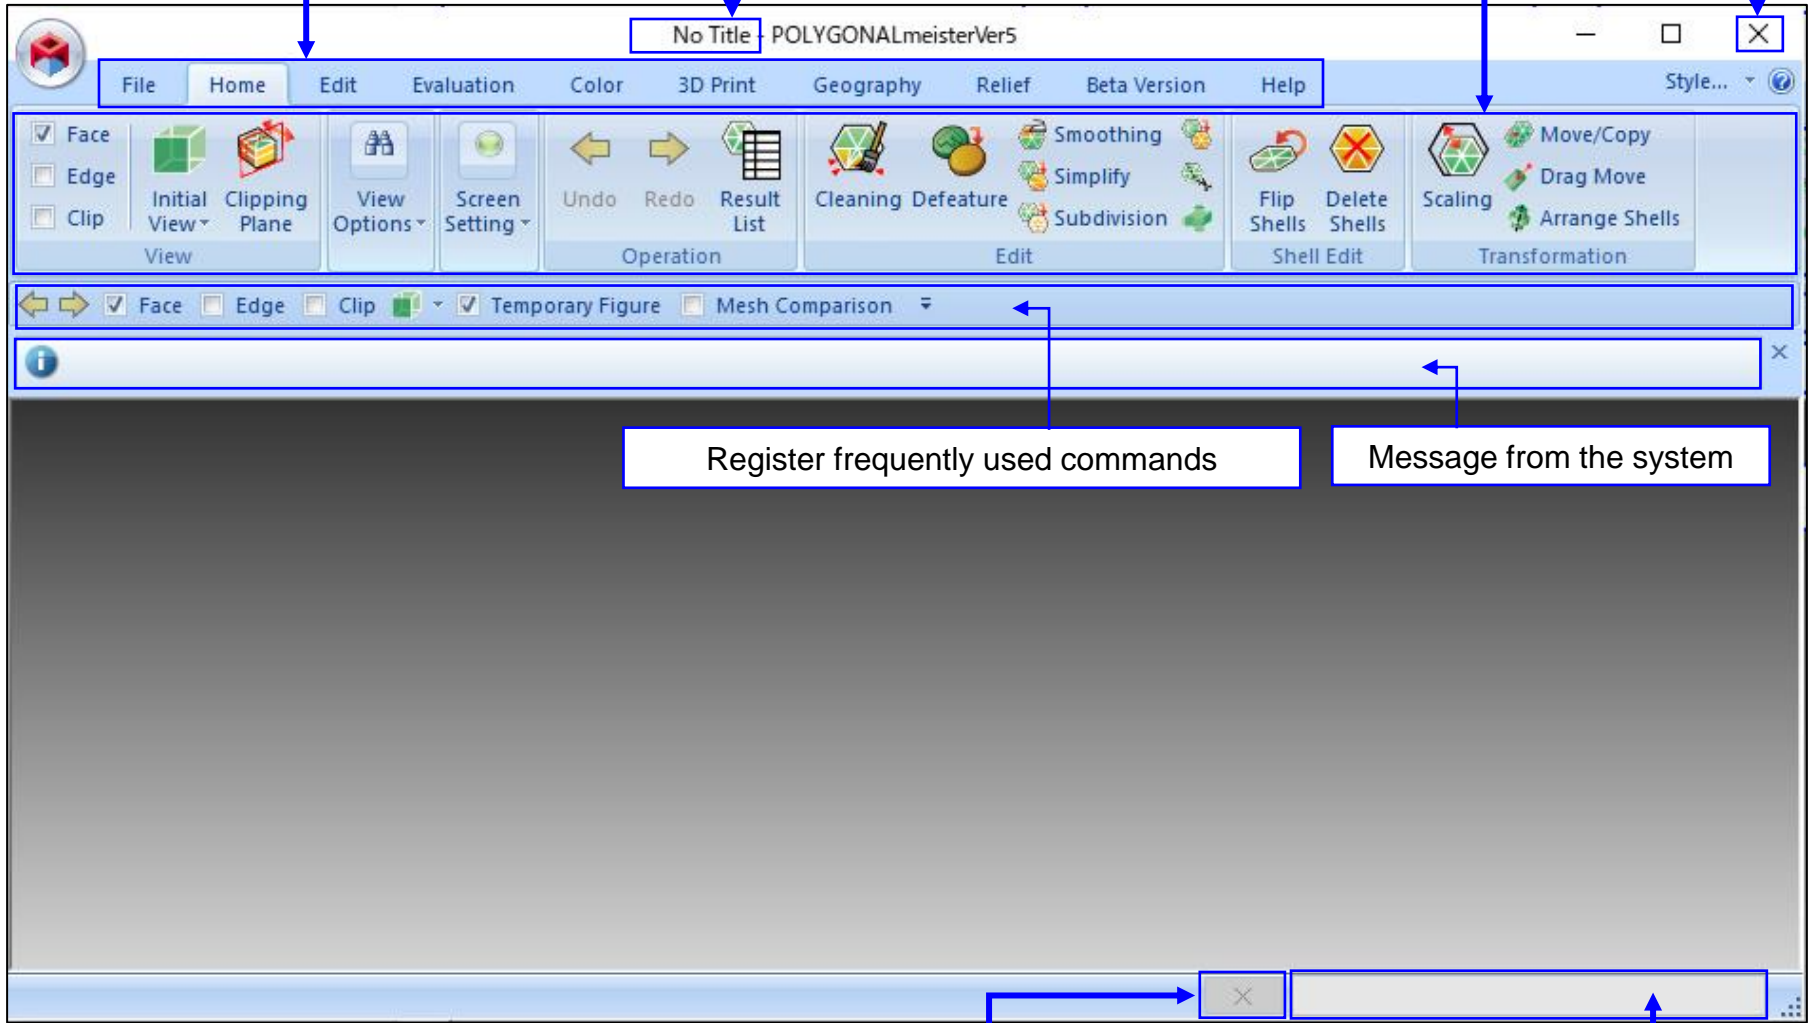 No Title - POLYGONALmeisterVer5
File Home Edit Evaluation Color 3D Print Geography Relief Beta Version Help Style...
Face
Edge
Clip
Initial View
Clipping Plane
View
View Options
Screen Setting
Undo
Redo
Result List
Operation
Cleaning
Defeature
Smoothing
Simplify
Subdivision
Edit
Flip Shells
Delete Shells
Shell Edit
Scaling
Move/Copy
Drag Move
Arrange Shells
Transformation
Face Edge Clip Temporary Figure Mesh Comparison
Register frequently used commands
Message from the system